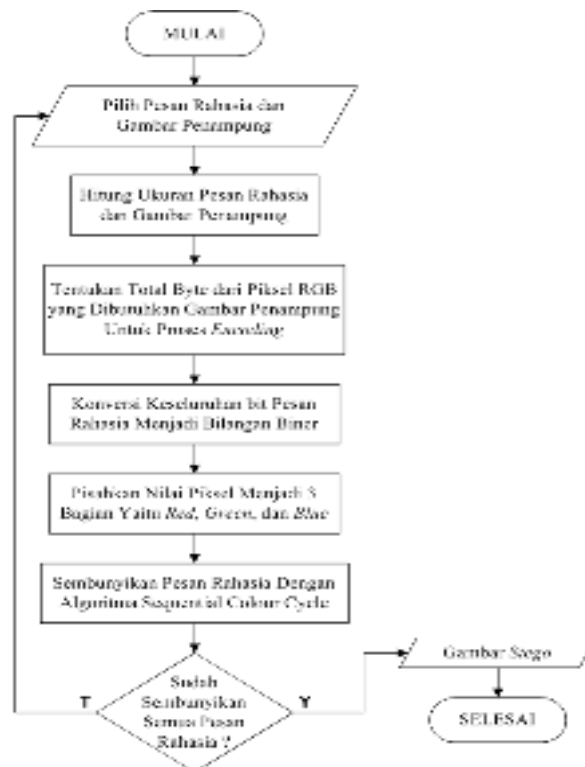 MULAI
Pilih Pesan Rahasia dan
Gambar Penampung
Hitung Ukuran Pesan Rahasia
dan Gambar Penampung
Tentukan Total Byte dari Piksel RGB
yang Dibutuhkan Gambar Penampung
Untuk Proses Encoding
Konversi Keseluruhan bit Pesan
Rahasia Menjadi Bilangan Biner
Pisahkan Nilai Piksel Menjadi 3
Bagian Yaitu Red, Green, dan Blue
Sembunyikan Pesan Rahasia Dengan
Algoritma Sequential Colour Cycle
Sudah
Sembunyikan
Semua Pesan
Rahasia ?
T
Y
Gambar Stego
SELESAI